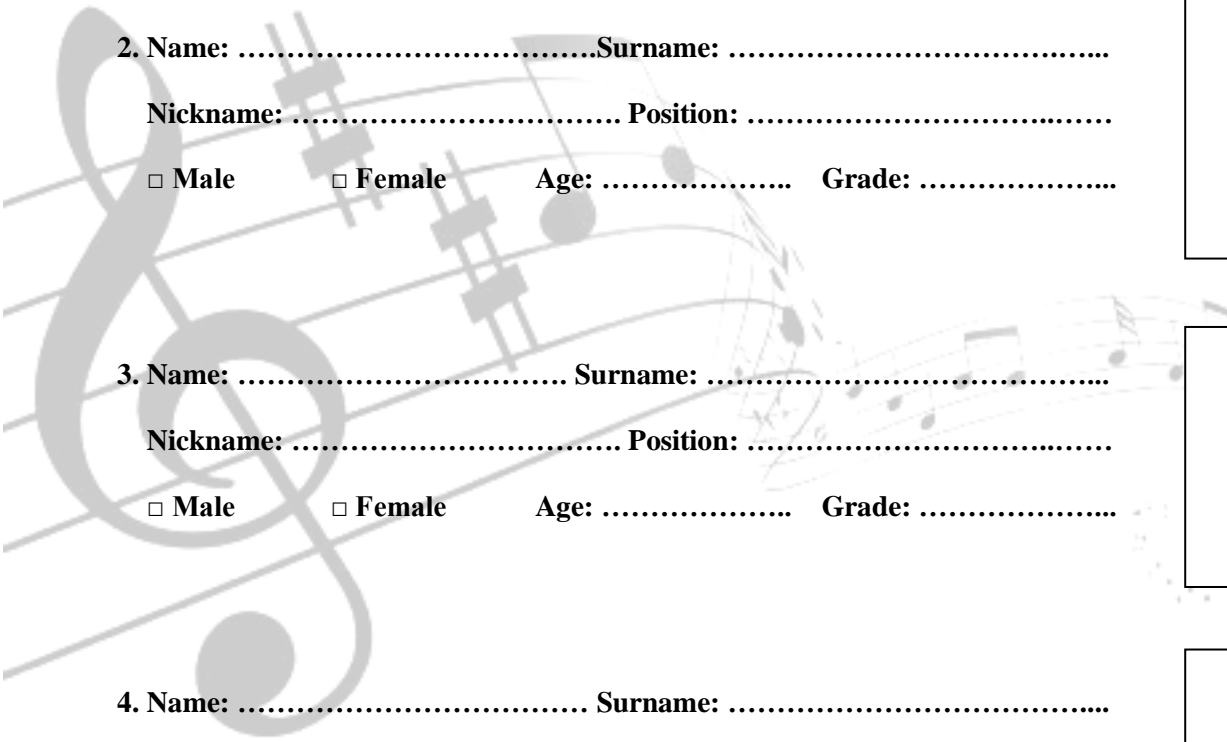 2. Name: ……………………………….Surname: …………………………….…...
Nickname: ……………………………. Position: …………………………..……
□ Male □ Female Age: ……………….. Grade: ………………...
3. Name: ……………………………. Surname: …………………………………...
Nickname: ……………………………. Position: …………………………..……
□ Male □ Female Age: ……………….. Grade: ………………...
4. Name: ……………………………… Surname: ………………………………....